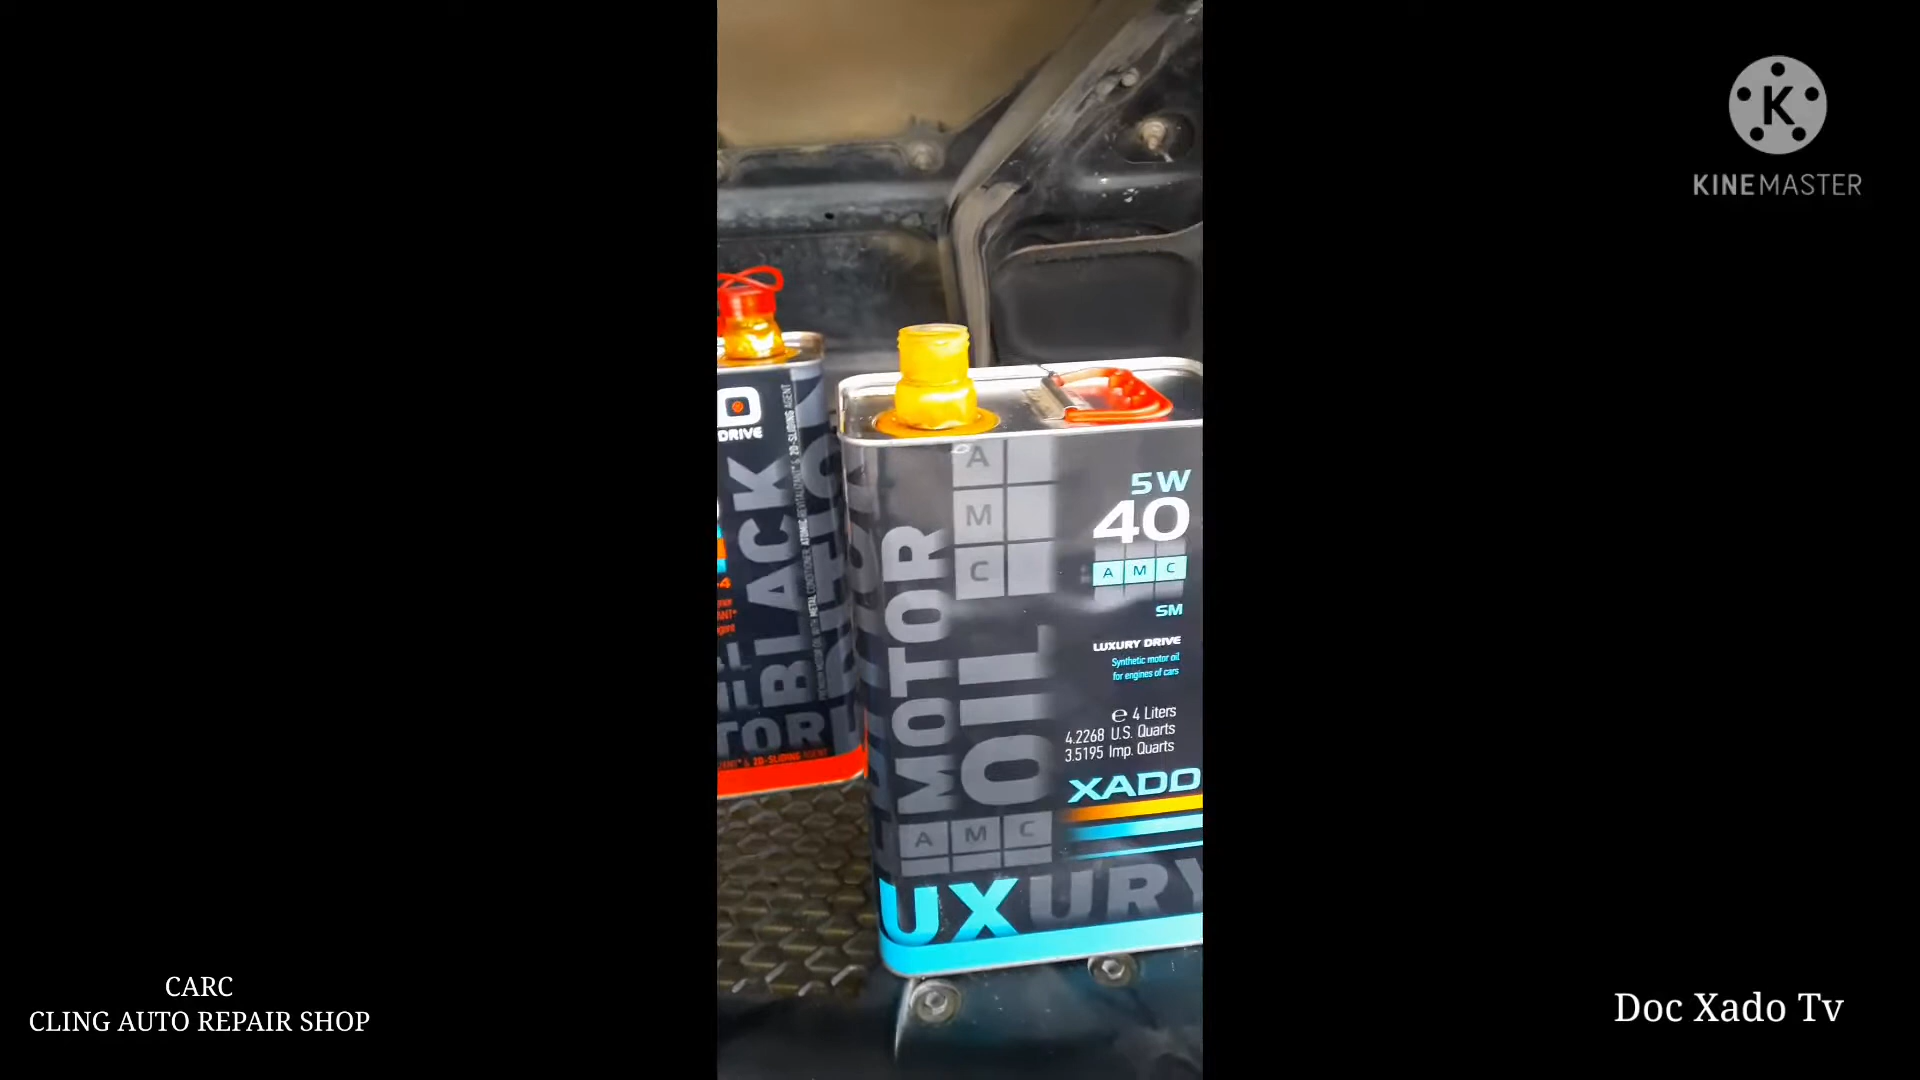 KINEMASTER
DRIVE
BLACK
A
M
C
MOTOR
OIL
5W
40
A M C
SM
LUXURY DRIVE
Synthetic motor oil
for engines of cars
℮ 4 Liters
4.2268 U.S. Quarts
3.5195 Imp. Quarts
XADO
A M C
UXURY
CARC
CLING AUTO REPAIR SHOP
Doc Xado Tv